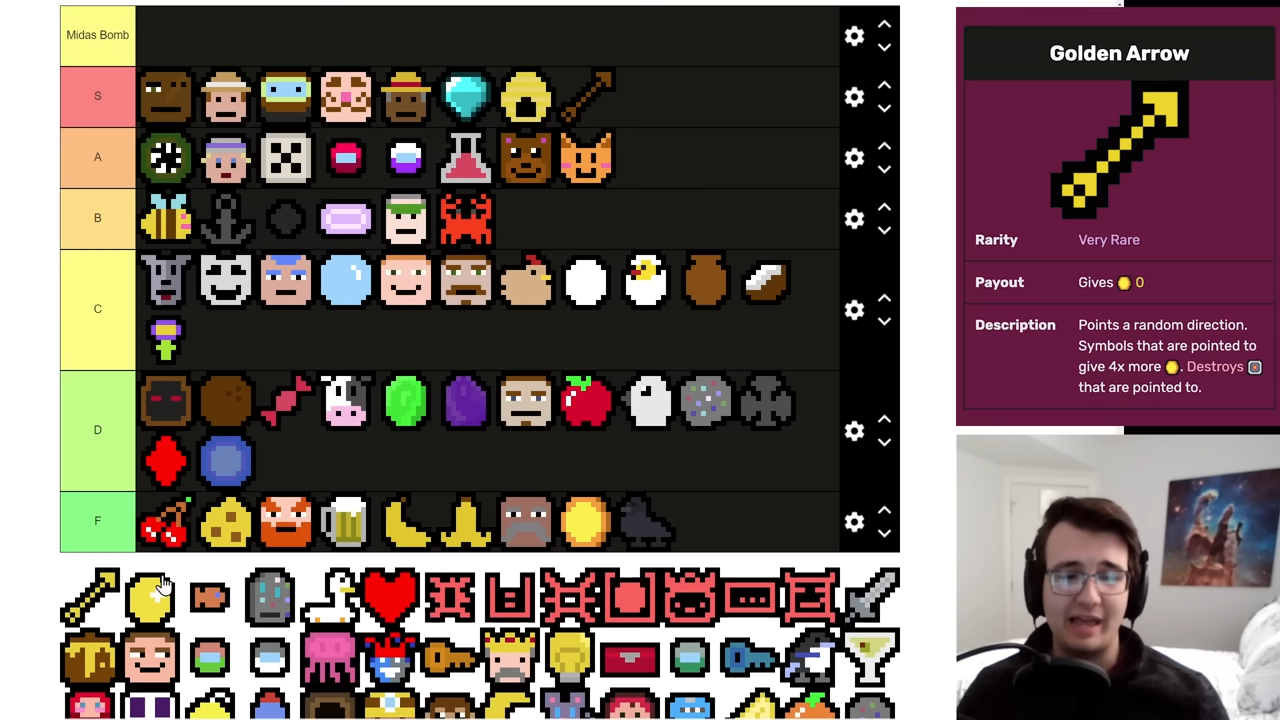 Midas Bomb
S
A
B
C
D
F
Golden Arrow
Rarity Very Rare
Payout Gives 0
Description Points a random direction.
Symbols that are pointed to
give 4x more . Destroys
that are pointed to.